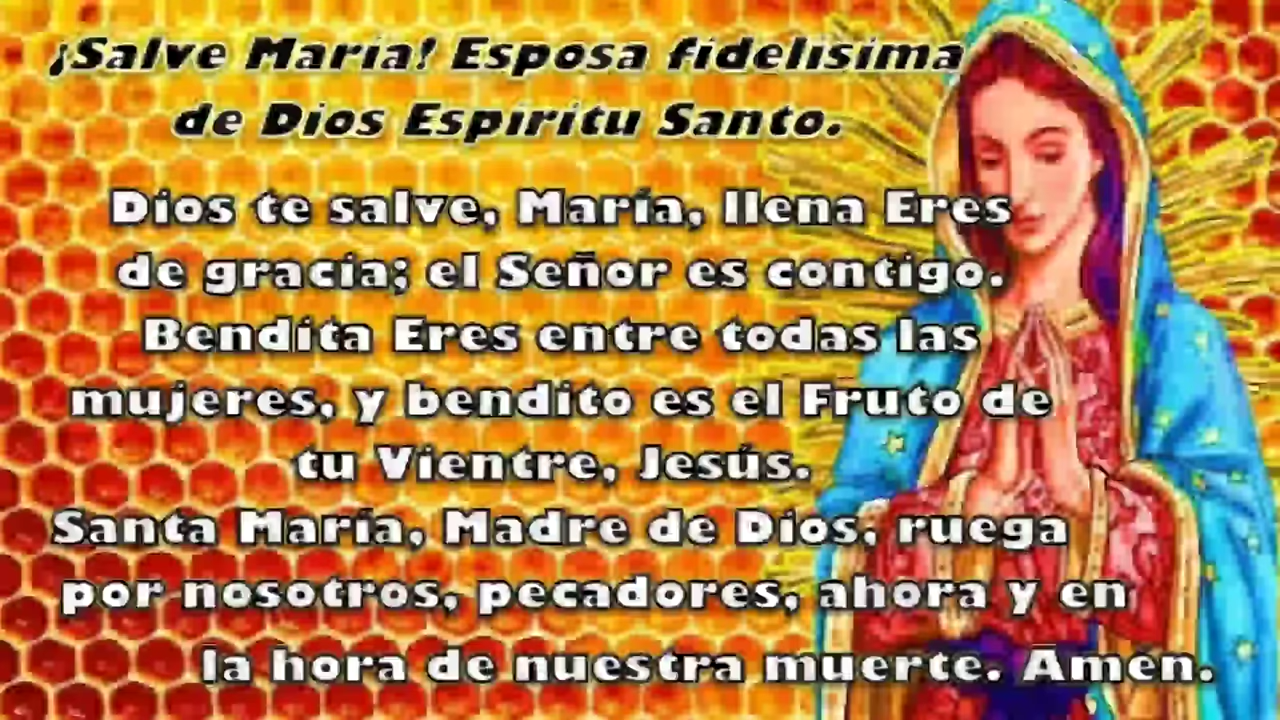 ¡Salve María! Esposa fidelísima
de Dios Espíritu Santo.
Dios te salve, María, llena Eres
de gracia; el Señor es contigo.
Bendita Eres entre todas las
mujeres, y bendito es el Fruto de
tu Vientre, Jesús.
Santa María, Madre de Dios, ruega
por nosotros, pecadores, ahora y en
la hora de nuestra muerte. Amen.